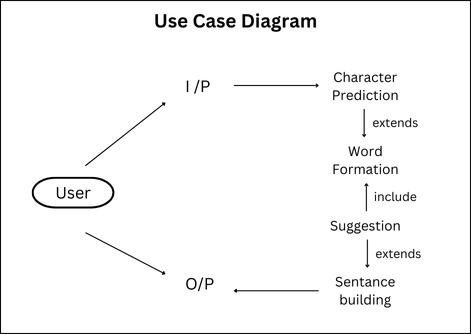 Use Case Diagram
I /P
Character
Prediction
extends
Word
Formation
User
include
Suggestion
extends
O/P
Sentance
building